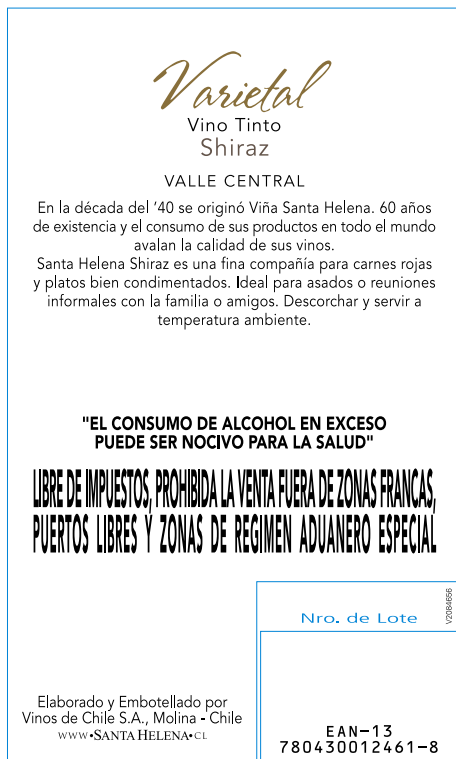 Varietal
Vino Tinto
Shiraz
VALLE CENTRAL
En la década del '40 se originó Viña Santa Helena. 60 años
de existencia y el consumo de sus productos en todo el mundo
avalan la calidad de sus vinos.
Santa Helena Shiraz es una fina compañía para carnes rojas
y platos bien condimentados. Ideal para asados o reuniones
informales con la familia o amigos. Descorchar y servir a
temperatura ambiente.
"EL CONSUMO DE ALCOHOL EN EXCESO
PUEDE SER NOCIVO PARA LA SALUD"
LIBRE DE IMPUESTOS, PROHIBIDA LA VENTA FUERA DE ZONAS FRANCAS,
PUERTOS LIBRES Y ZONAS DE REGIMEN ADUANERO ESPECIAL
Nro. de Lote
V2084656
Elaborado y Embotellado por
Vinos de Chile S.A., Molina - Chile
WWW•SANTA HELENA•CL
EAN-13
780430012461-8